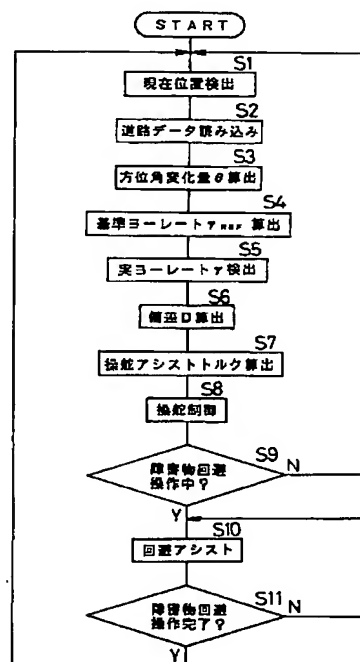 START
S1
現在位置検出
S2
道路データ読み込み
S3
方位角変化量θ算出
S4
基準ヨーレートγREF算出
S5
実ヨーレートγ検出
S6
偏差D算出
S7
操舵アシストトルク算出
S8
操舵制御
S9
障害物回避
操作中?
N
Y
S10
回避アシスト
S11
障害物回避
操作完了?
N
Y